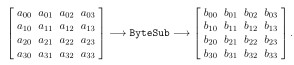 a₀₀ a₀₁ a₀₂ a₀₃ b₀₀ b₀₁ b₀₂ b₀₃
a₁₀ a₁₁ a₁₂ a₁₃ ⟶ ByteSub ⟶ b₁₀ b₁₁ b₁₂ b₁₃
a₂₀ a₂₁ a₂₂ a₂₃ b₂₀ b₂₁ b₂₂ b₂₃ .
a₃₀ a₃₁ a₃₂ a₃₃ b₃₀ b₃₁ b₃₂ b₃₃